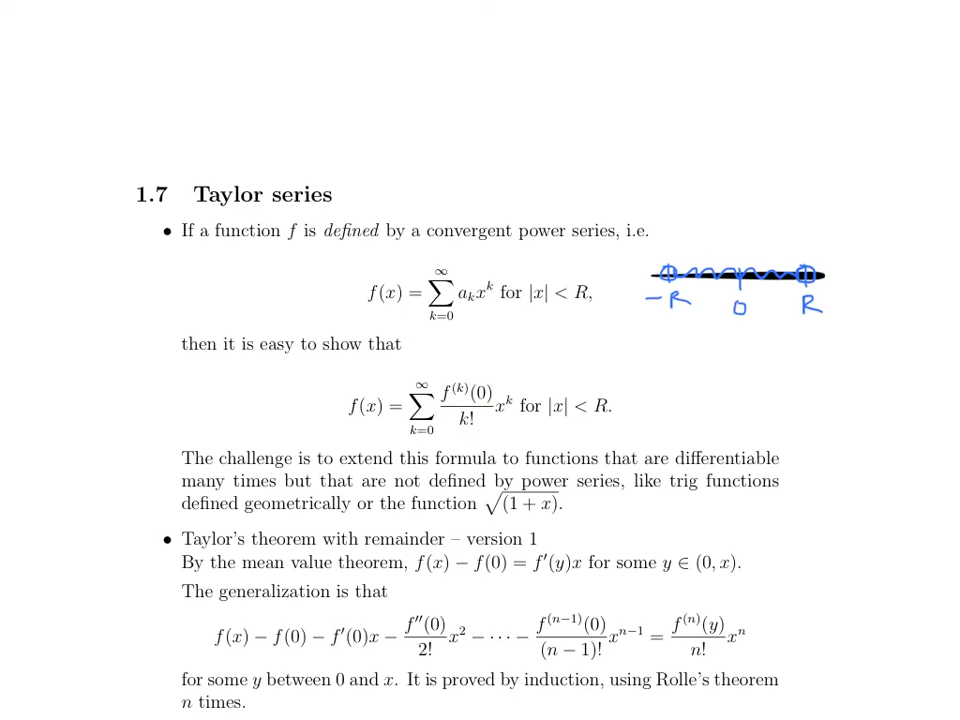 1.7 Taylor series
• If a function f is defined by a convergent power series, i.e.
f(x) = ∑_{k=0}^{∞} a_k x^k for |x| < R,
−R 0 R
then it is easy to show that
f(x) = ∑_{k=0}^{∞} \frac{f^{(k)}(0)}{k!} x^k for |x| < R.
The challenge is to extend this formula to functions that are differentiable
many times but that are not defined by power series, like trig functions
defined geometrically or the function √(1 + x).
• Taylor's theorem with remainder – version 1
By the mean value theorem, f(x) − f(0) = f′(y)x for some y ∈ (0, x).
The generalization is that
f(x) − f(0) − f′(0)x − \frac{f″(0)}{2!} x^2 − ⋯ − \frac{f^{(n−1)}(0)}{(n − 1)!} x^{n−1} = \frac{f^{(n)}(y)}{n!} x^n
for some y between 0 and x. It is proved by induction, using Rolle's theorem
n times.